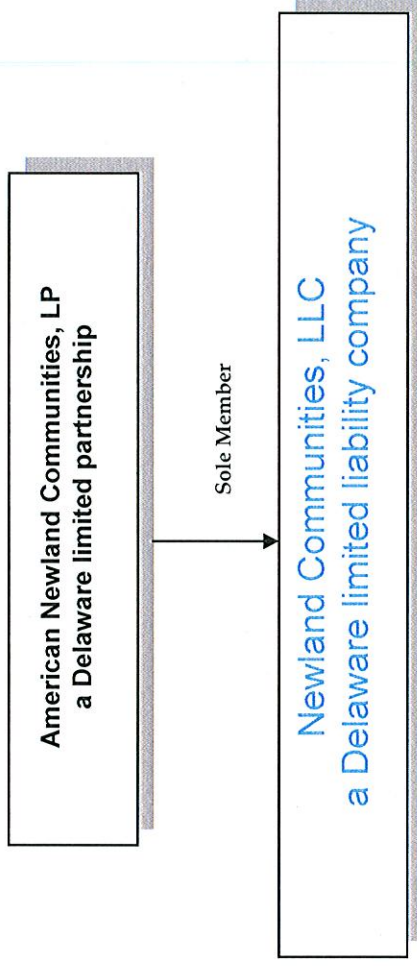 American Newland Communities, LP
a Delaware limited partnership
Sole Member
Newland Communities, LLC
a Delaware limited liability company